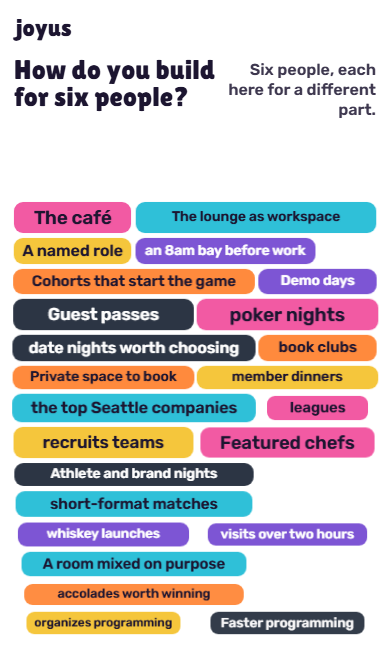 joyus
How do you build
for six people?
Six people, each
here for a different
part.
The café
The lounge as workspace
A named role
an 8am bay before work
Cohorts that start the game
Demo days
Guest passes
poker nights
date nights worth choosing
book clubs
Private space to book
member dinners
the top Seattle companies
leagues
recruits teams
Featured chefs
Athlete and brand nights
short-format matches
whiskey launches
visits over two hours
A room mixed on purpose
accolades worth winning
organizes programming
Faster programming